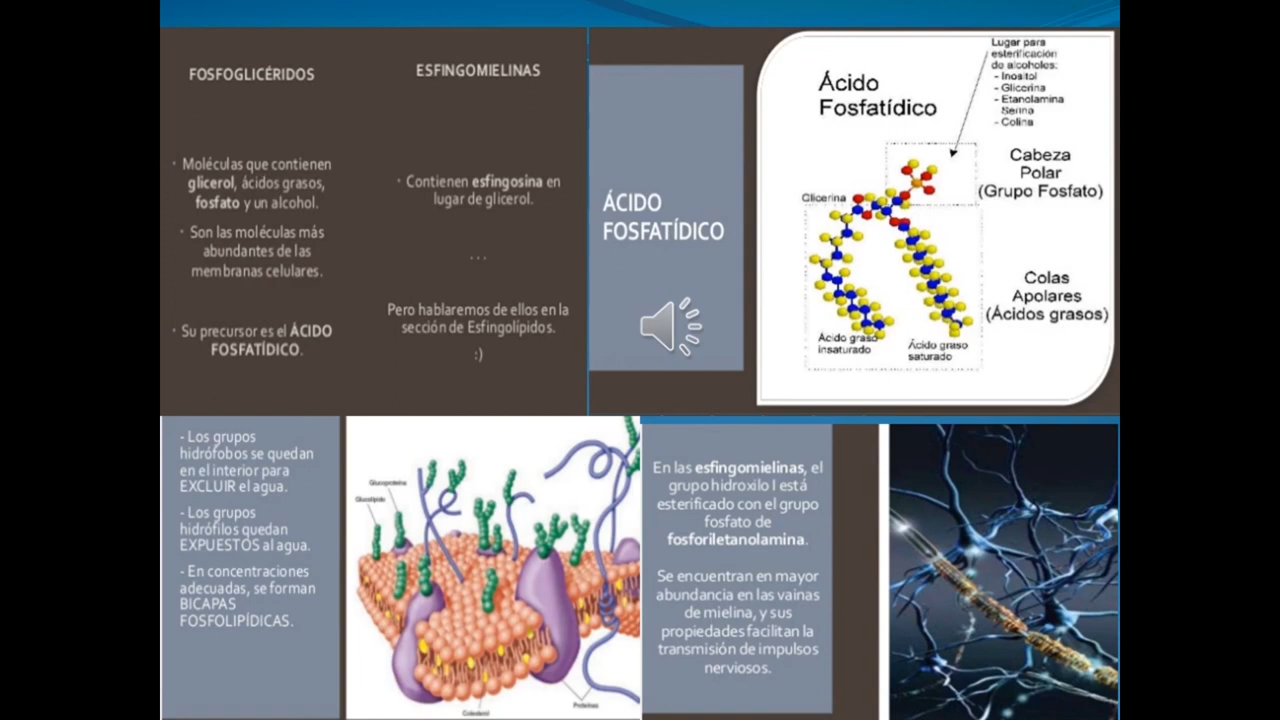 FOSFOGLICÉRIDOS
• Moléculas que contienen
glicerol, ácidos grasos,
fosfato y un alcohol.
• Son las moléculas más
abundantes de las
membranas celulares.
• Su precursor es el ÁCIDO
FOSFATÍDICO.
ESFINGOMIELINAS
• Contienen esfingosina en
lugar de glicerol.
...
Pero hablaremos de ellos en la
sección de Esfingolípidos.
:)
ÁCIDO
FOSFATÍDICO
Ácido
Fosfatídico
Lugar para
esterificación
de alcoholes:
- Inositol
- Glicerina
- Etanolamina
Serina
- Colina
Cabeza
Polar
(Grupo Fosfato)
Glicerina
Colas
Apolares
(Ácidos grasos)
Ácido graso
insaturado
Ácido graso
saturado
- Los grupos
hidrófobos se quedan
en el interior para
EXCLUIR el agua.
- Los grupos
hidrófilos quedan
EXPUESTOS al agua.
- En concentraciones
adecuadas, se forman
BICAPAS
FOSFOLIPÍDICAS.
Glucoproteína
Glucolípido
Proteínas
Colesterol
En las esfingomielinas, el
grupo hidroxilo I está
esterificado con el grupo
fosfato de
fosforiletanolamina.
Se encuentran en mayor
abundancia en las vainas
de mielina, y sus
propiedades facilitan la
transmisión de impulsos
nerviosos.